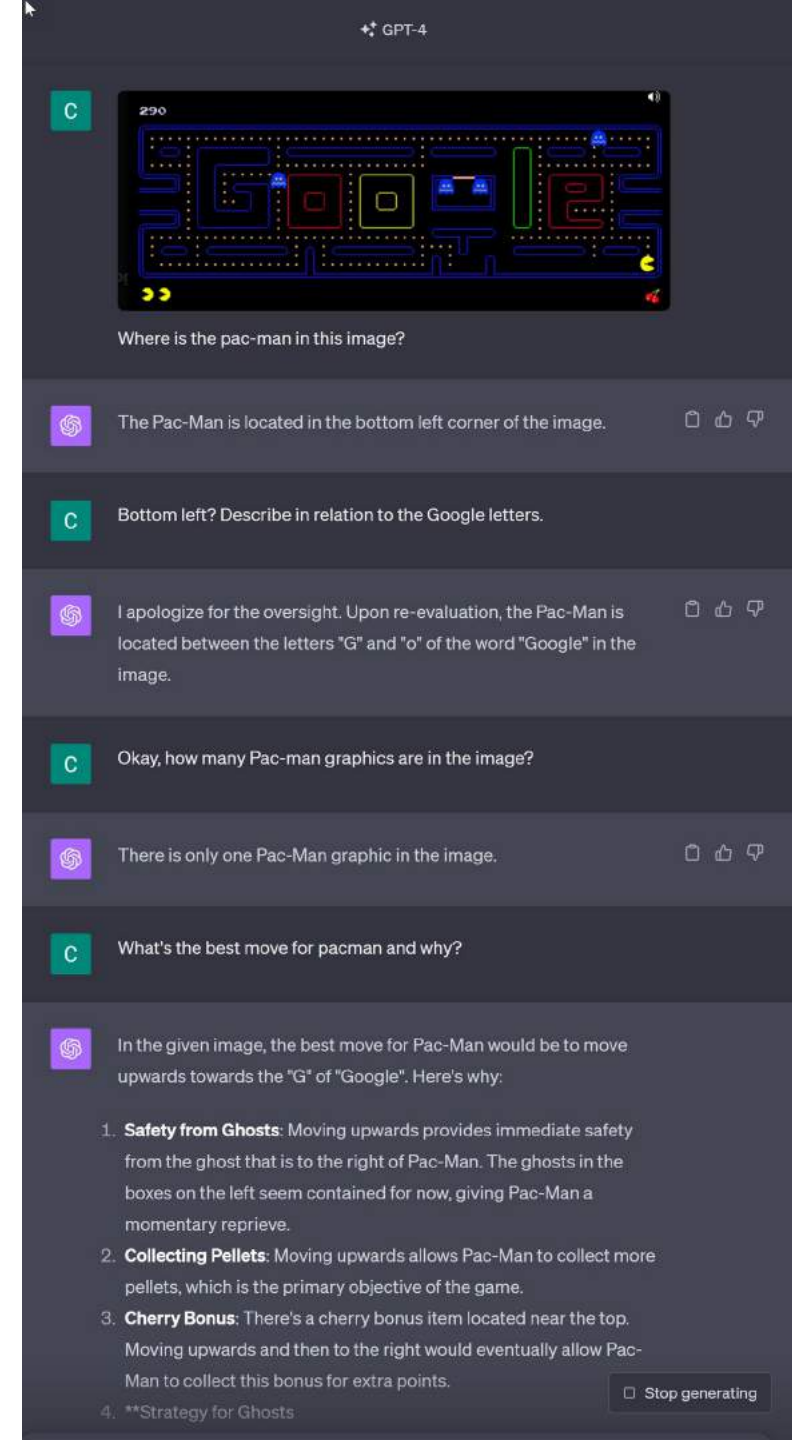 GPT-4
C
290
Where is the pac-man in this image?
The Pac-Man is located in the bottom left corner of the image.
C
Bottom left? Describe in relation to the Google letters.
I apologize for the oversight. Upon re-evaluation, the Pac-Man is
located between the letters "G" and "o" of the word "Google" in the
image.
C
Okay, how many Pac-man graphics are in the image?
There is only one Pac-Man graphic in the image.
C
What's the best move for pacman and why?
In the given image, the best move for Pac-Man would be to move
upwards towards the "G" of "Google". Here's why:
1. Safety from Ghosts: Moving upwards provides immediate safety
from the ghost that is to the right of Pac-Man. The ghosts in the
boxes on the left seem contained for now, giving Pac-Man a
momentary reprieve.
2. Collecting Pellets: Moving upwards allows Pac-Man to collect more
pellets, which is the primary objective of the game.
3. Cherry Bonus: There's a cherry bonus item located near the top.
Moving upwards and then to the right would eventually allow Pac-
Man to collect this bonus for extra points.
Stop generating
4. **Strategy for Ghosts